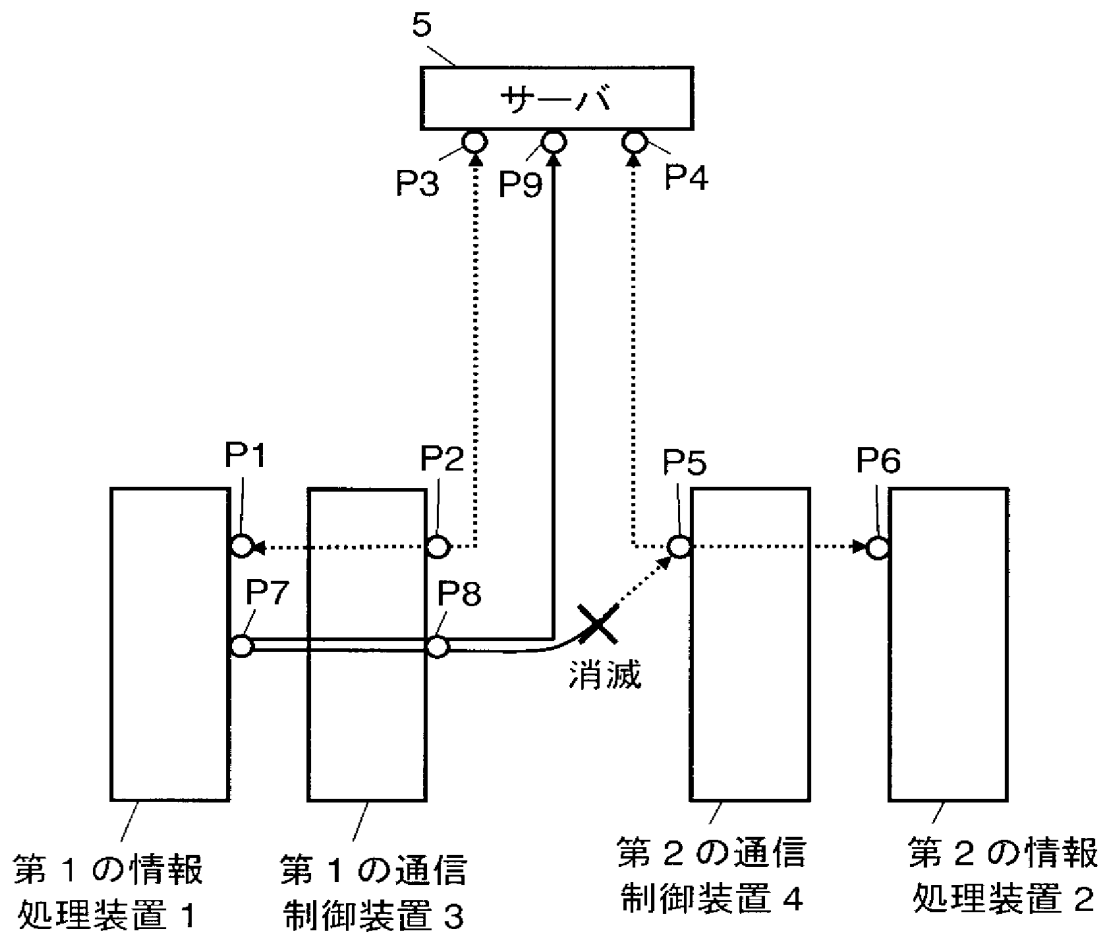 5
サーバ
P3
P9
P4
P1
P2
P5
P6
P7
P8
消滅
第1の情報
処理装置1
第1の通信
制御装置3
第2の通信
制御装置4
第2の情報
処理装置2